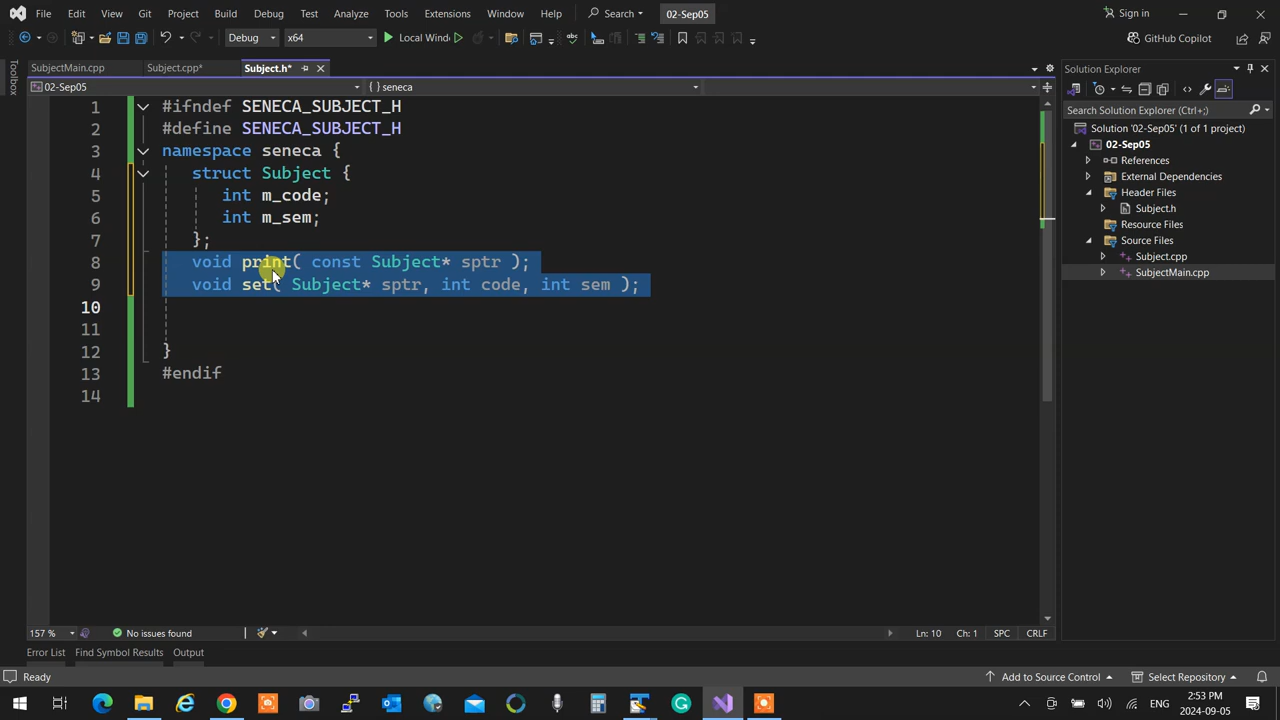 File Edit View Git Project Build Debug Test Analyze Tools Extensions Window Help Search 02-Sep05 Sign in
Debug x64 Local Wind GitHub Copilot
Toolbox
SubjectMain.cpp Subject.cpp* Subject.h*
02-Sep05 { } seneca
1 #ifndef SENECA_SUBJECT_H
2 #define SENECA_SUBJECT_H
3 namespace seneca {
4 struct Subject {
5 int m_code;
6 int m_sem;
7 };
8 void print( const Subject* sptr );
9 void set( Subject* sptr, int code, int sem );
10
11
12 }
13 #endif
14
157 % No issues found Ln: 10 Ch: 1 SPC CRLF
Solution Explorer
Search Solution Explorer (Ctrl+;)
Solution '02-Sep05' (1 of 1 project)
02-Sep05
References
External Dependencies
Header Files
Subject.h
Resource Files
Source Files
Subject.cpp
SubjectMain.cpp
Error List Find Symbol Results Output
Ready Add to Source Control Select Repository
ENG 2:53 PM
2024-09-05